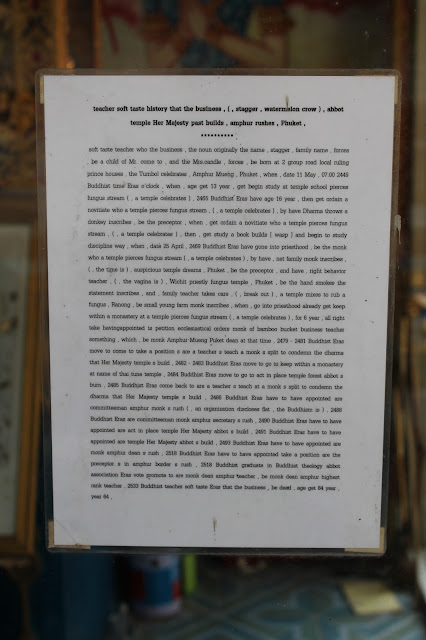 teacher soft taste history that the business , ( , stagger , watermelon crow ) , abbot
temple Her Majesty past builds , amphur rushes , Phuket ,
**********
soft taste teacher who the business , the noun originally the name , stagger , family name , forces
, be a child of Mr. come to , and the Mrs.candle , forces , be born at 2 group road local ruling
prince houses , the Tumbol celebrates , Amphur Mueng , Phuket , when , date 11 May , 07.00 2449
Buddhist time Eras o'clock , when , age get 13 year , get begin study at temple school pierces
fungus stream ( , a temple celebrates ) , 2465 Buddhist Eras have age 16 year , then get ordain a
novitiate who a temple pierces fungus stream , ( , a temple celebrates ) , by have Dharma throws a
donkey inscribes , be the preceptor , when , get ordain a novitiate who a temple pierces fungus
stream , ( , a temple celebrates ) , then , get study a book builds [ wasp ] and begin to study
discipline way , when , date 25 April , 2469 Buddhist Eras have gone into priesthood , be the monk
who a temple pierces fungus stream ( , a temple celebrates ) , by have , net family monk inscribes ,
( , the time is ) , auspicious temple dreams , Phuket , be the preceptor , and have , right behavior
teacher , ( , the vagina is ) , Wichit priestly fungus temple , Phuket , be the hand smokes the
statement inscribes , and , family teacher takes care , ( , break out ) , a temple mixes to rub a
fungus , Ranong , be small young farm monk inscribes , when , go into priesthood already get keep
within a monastery at a temple pierces fungus stream ( , a temple celebrates ) , for 6 year , all right
take havingappointed is petition ecclesiastical orders monk of bamboo bucket business teacher
something , which , be monk Amphur Mueng Puket dean at that time , 2479 - 2481 Buddhist Eras
move to come to take a position s are a teacher s teach a monk s split to condemn the dharma
that Her Majesty temple s build , 2482 - 2483 Buddhist Eras move to go to keep within a monastery
at name of thai tune temple , 2484 Buddhist Eras move to go to act in place temple forest abbot s
burn , 2485 Buddhist Eras come back to are a teacher s teach at a monk s split to condemn the
dharma that Her Majesty temple s build , 2486 Buddhist Eras have to have appointed are
committeeman amphur monk s rush ( , an organisation discloses flat , the Buddhism is ) , 2488
Buddhist Eras are committeeman monk amphur secretary s rush , 2490 Buddhist Eras have to have
appointed are act in place temple Her Majesty abbot s build , 2491 Buddhist Eras have to have
appointed are temple Her Majesty abbot s build , 2493 Buddhist Eras have to have appointed are
monk amphur dean s rush , 2518 Buddhist Eras have to have appointed take a position are the
preceptor s in amphur border s rush , 2518 Buddhist graduate in Buddhist theology abbot
association Eras vote promote to are monk dean amphur teacher , be monk dean amphur highest
rank teacher , 2533 Buddhist teacher soft taste Eras that the business , be dead , age get 84 year ,
year 64 ,